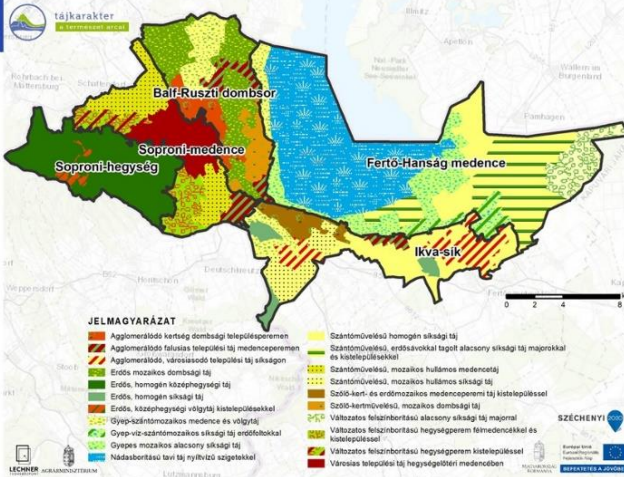 tájkarakter
a természet arcai
Balf-Ruszti dombsor
Soproni-medence
Soproni-hegység
Fertő-Hanság medence
Ikva-sík
0 2 4 8
JELMAGYARÁZAT
Agglomerálódó kertség dombsági településperemen
Agglomerálódó falusias települési táj medenceperemen
Agglomerálódó, városiasodó települési táj síkságon
Erdős mozaikos dombsági táj
Erdős, homogén középhegységi táj
Erdős, homogén síksági táj
Erdős, középhegységi völgytáj kistelepülésekkel
Gyep-szántómozaikos medence és völgytáj
Gyep-víz-szántómozaikos síksági táj erdőfoltokkal
Gyepes mozaikos alacsony síksági táj
Nádasborítású tavi táj nyíltvízű szigetekkel
Szántóművelésű homogén síksági táj
Szántóművelésű, erdősávokkal tagolt alacsony síksági táj majorokkal
és kistelepülésekkel
Szántóművelésű, mozaikos hullámos medencetáj
Szántóművelésű, mozaikos hullámos síksági táj
Szőlő-kert- és erdőmozaikos medenceperemi táj kistelepüléssel
Szőlő-kertművelésű, mozaikos dombsági táj
Változatos felszínborítású alacsony síksági táj majorral
Változatos felszínborítású hegységperem félmedencékkel és
kistelepüléssel
Változatos felszínborítású hegységperem kistelepüléssel
Városias települési táj hegységelőtéri medencében
LECHNER
AGRÁRMINISZTÉRIUM
SZÉCHENYI 2020
MAGYARORSZÁG
KORMÁNYA
Európai Unió
BEFEKTETÉS A JÖVŐBE